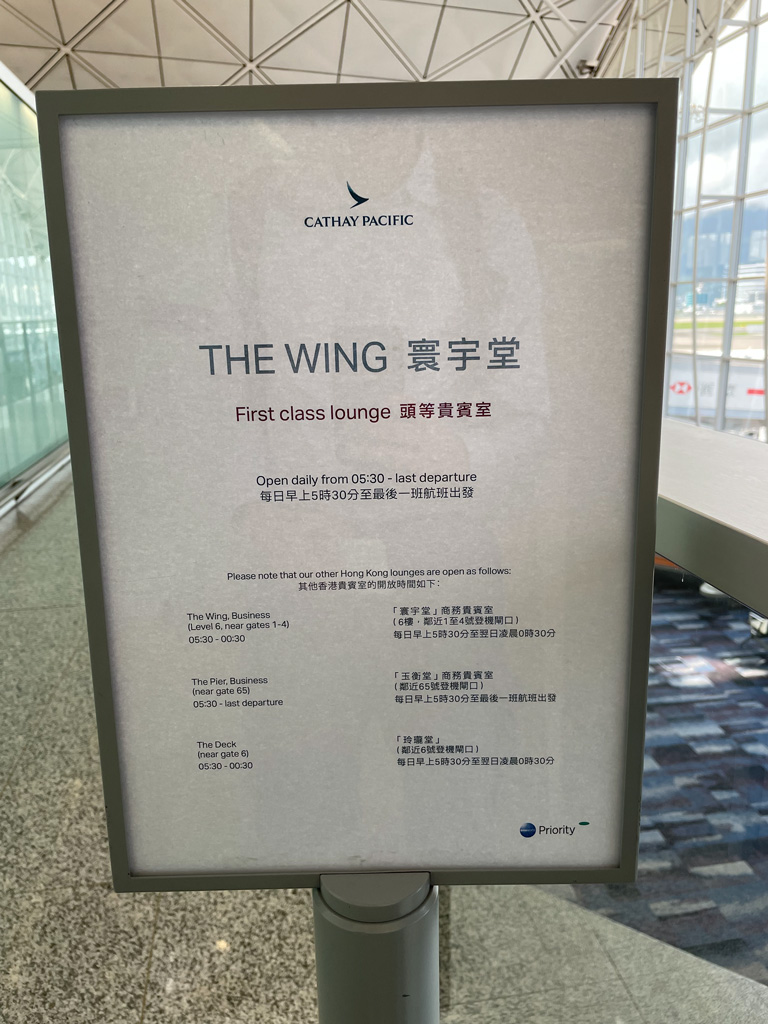 CATHAY PACIFIC
THE WING 寰宇堂
First class lounge 頭等貴賓室
Open daily from 05:30 - last departure
每日早上5時30分至最後一班航班出發
Please note that our other Hong Kong lounges are open as follows:
其他香港貴賓室的開放時間如下：
The Wing, Business
(Level 6, near gates 1-4)
05:30 - 00:30
「寰宇堂」商務貴賓室
(6樓，鄰近1至4號登機閘口)
每日早上5時30分至翌日凌晨0時30分
The Pier, Business
(near gate 65)
05:30 - last departure
「玉衡堂」商務貴賓室
(鄰近65號登機閘口)
每日早上5時30分至最後一班航班出發
The Deck
(near gate 6)
05:30 - 00:30
「玲瓏堂」
(鄰近6號登機閘口)
每日早上5時30分至翌日凌晨0時30分
Priority